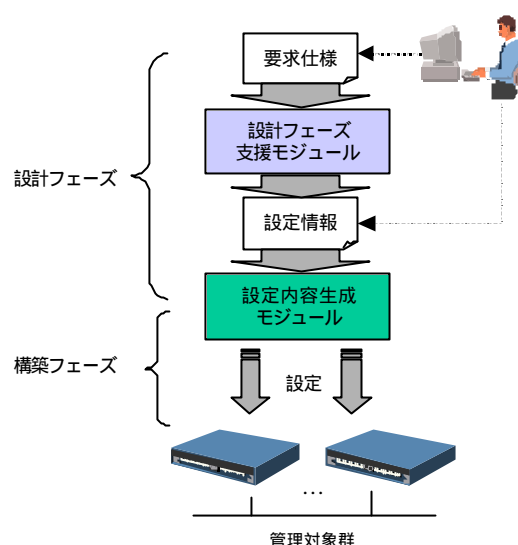 要求仕様
設計フェーズ
支援モジュール
設計フェーズ
設定情報
設定内容生成
モジュール
構築フェーズ
設定
…
管理対象群